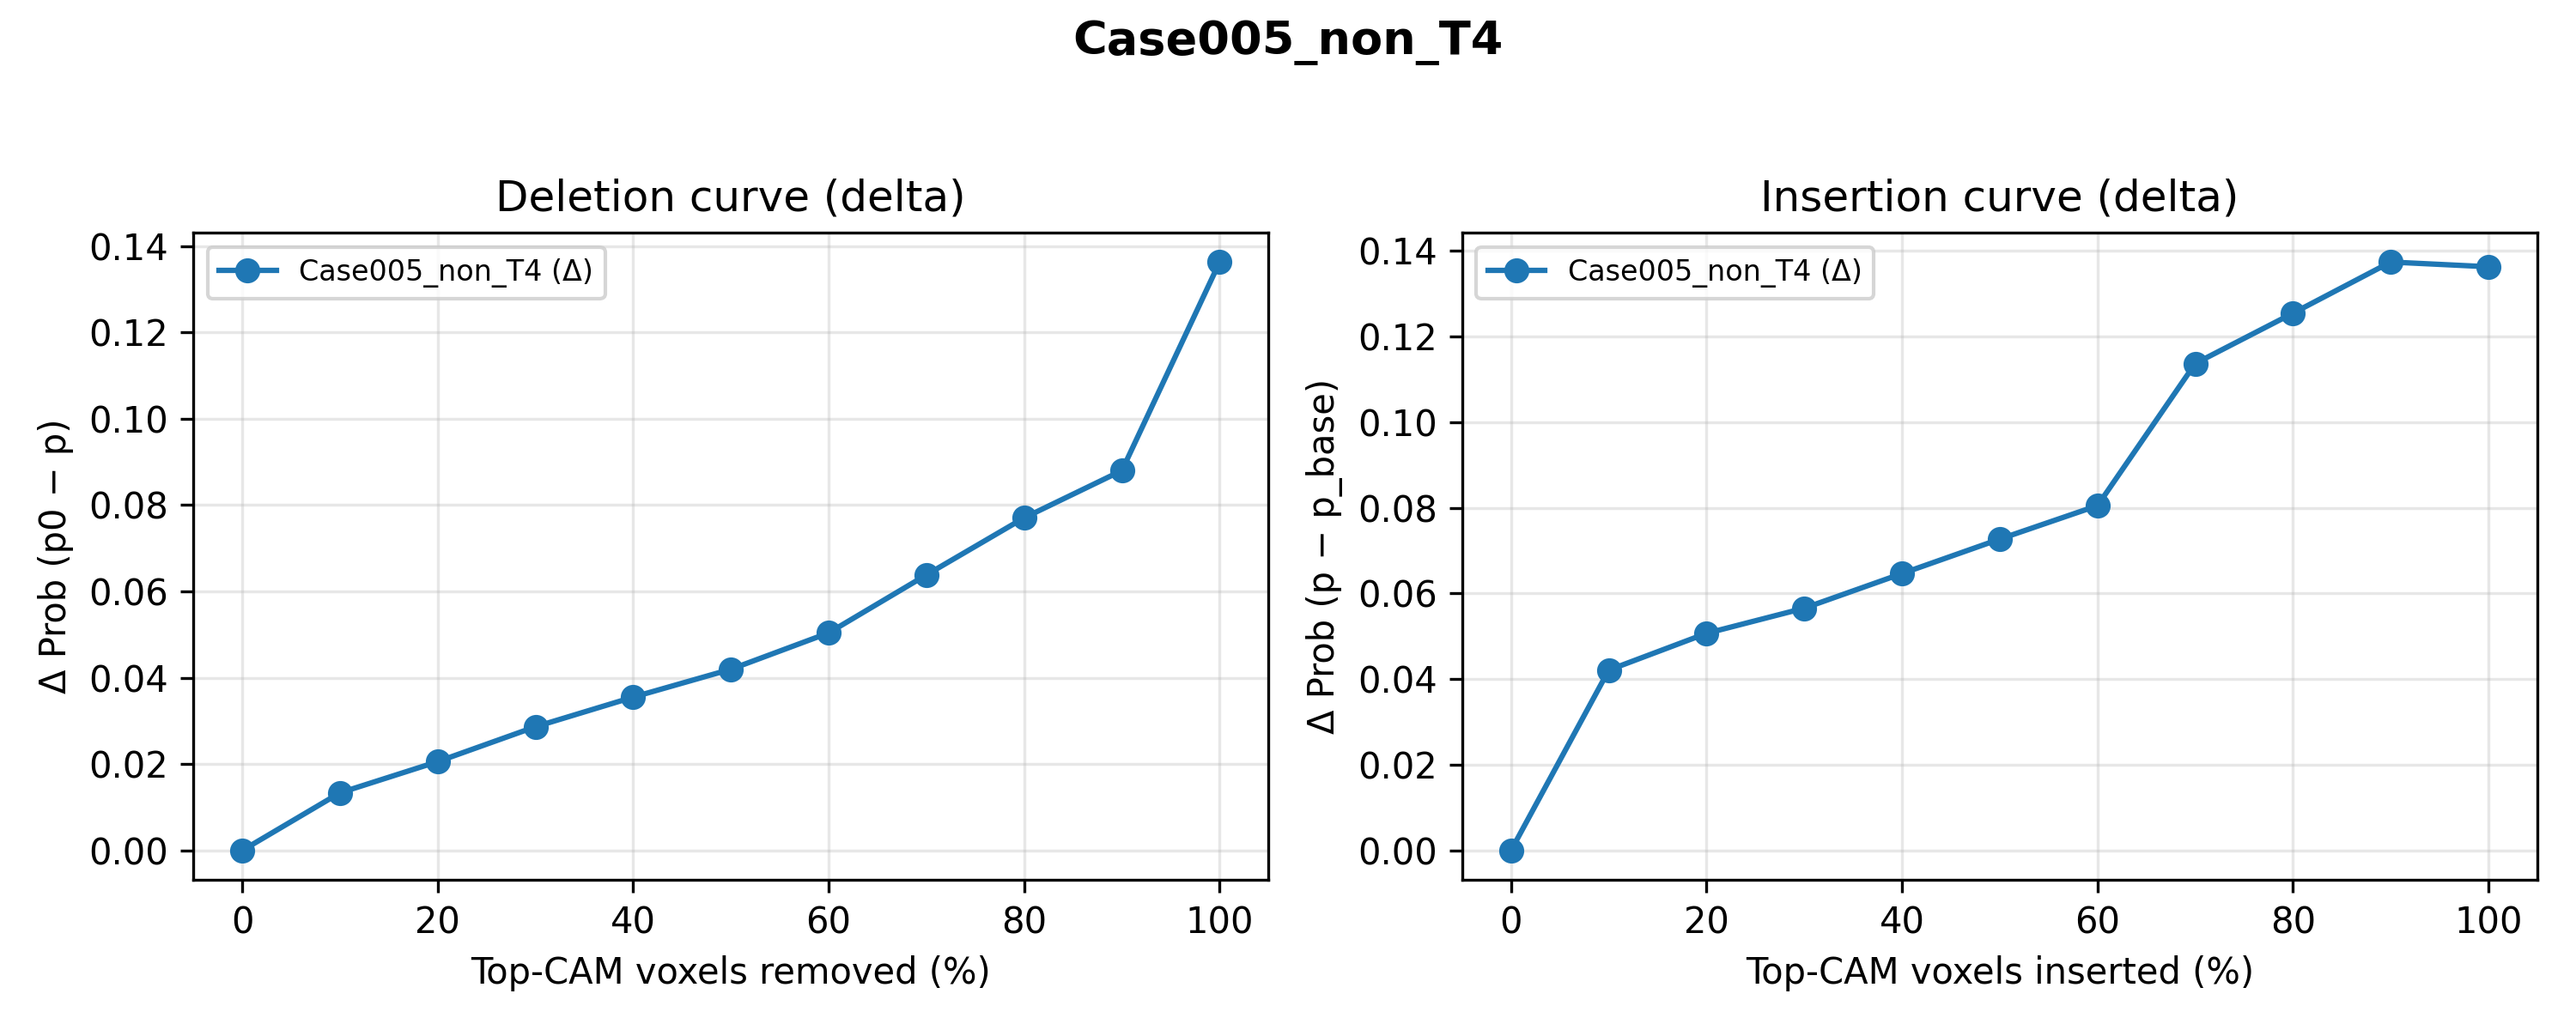 Case005_non_T4
Deletion curve (delta)
Δ Prob (p0 − p)
0.14
0.12
0.10
0.08
0.06
0.04
0.02
0.00
Case005_non_T4 (Δ)
0 20 40 60 80 100
Top-CAM voxels removed (%)
Insertion curve (delta)
Δ Prob (p − p_base)
0.14
0.12
0.10
0.08
0.06
0.04
0.02
0.00
Case005_non_T4 (Δ)
0 20 40 60 80 100
Top-CAM voxels inserted (%)